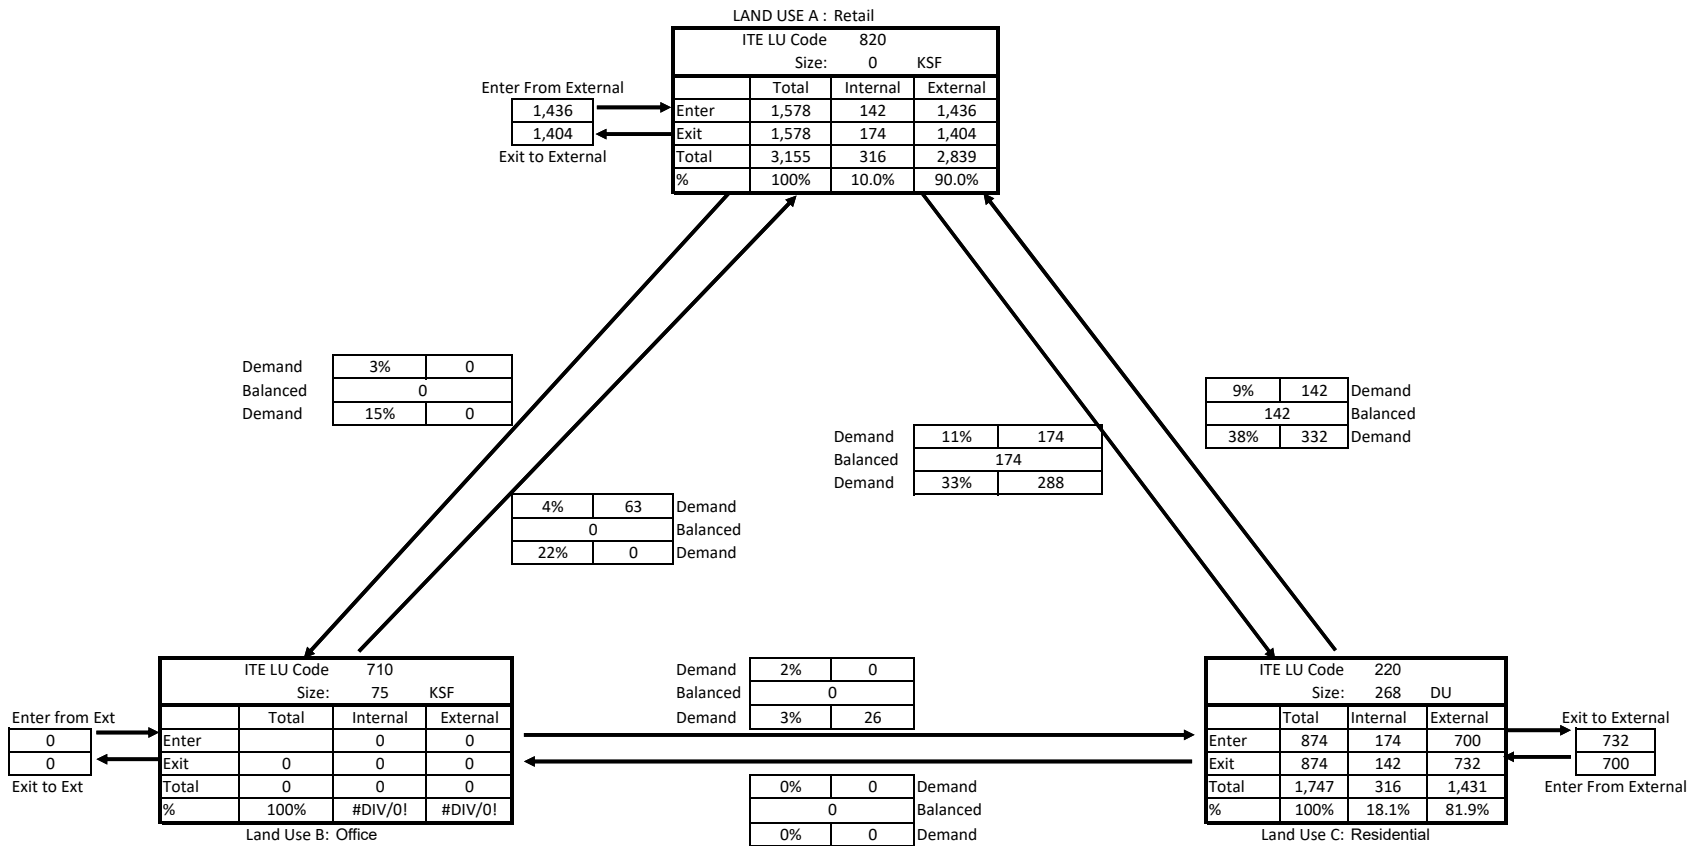 LAND USE A : Retail
ITE LU Code 820
Size: 0 KSF
Enter From External
Total Internal External
1,436
Enter 1,578 142 1,436
1,404
Exit 1,578 174 1,404
Exit to External
Total 3,155 316 2,839
% 100% 10.0% 90.0%
Demand 3% 0
Balanced 0
Demand 15% 0
9% 142 Demand
142 Balanced
38% 332 Demand
Demand 11% 174
Balanced 174
Demand 33% 288
4% 63 Demand
0 Balanced
22% 0 Demand
ITE LU Code 710
Size: 75 KSF
Enter from Ext
Total Internal External
0
Enter 0 0
0
Exit 0 0 0
Exit to Ext
Total 0 0 0
% 100% #DIV/0! #DIV/0!
Land Use B: Office
Demand 2% 0
Balanced 0
Demand 3% 26
0% 0 Demand
0 Balanced
0% 0 Demand
ITE LU Code 220
Size: 268 DU
Total Internal External
Exit to External
Enter 874 174 700
732
Exit 874 142 732
700
Total 1,747 316 1,431
Enter From External
% 100% 18.1% 81.9%
Land Use C: Residential